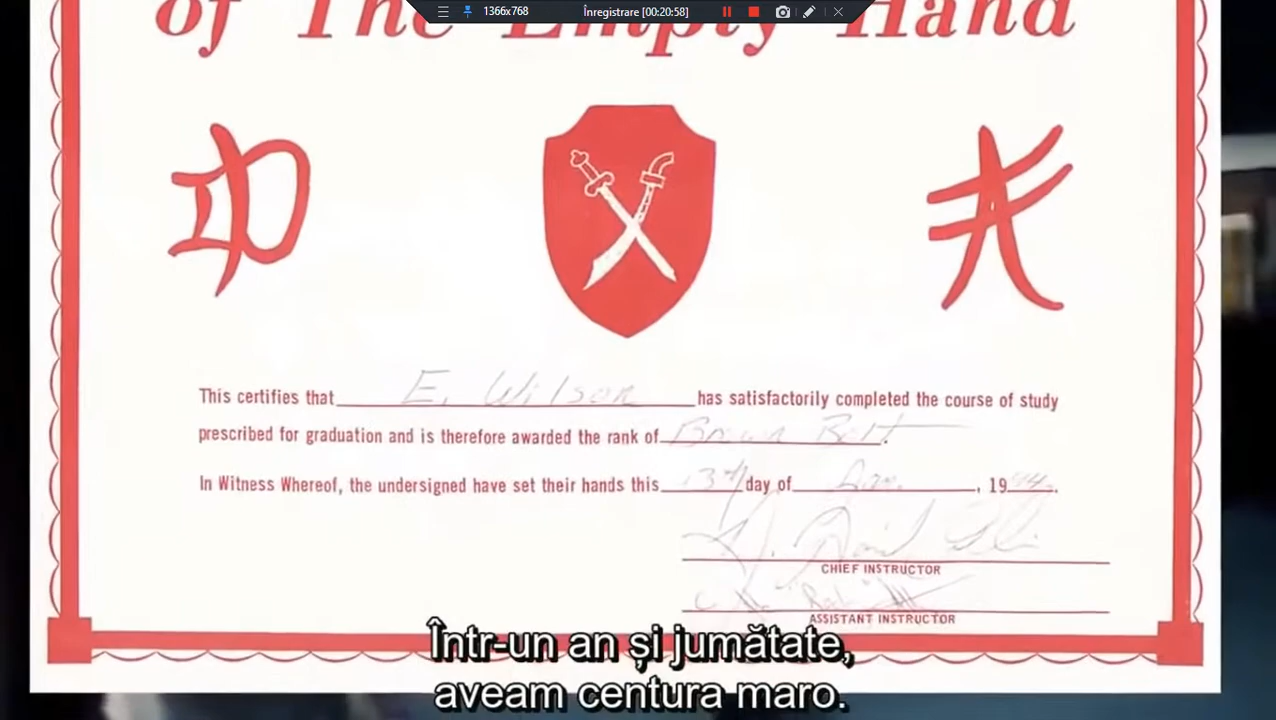 1366x768 Înregistrare [00:20:58]
of The Empty Hand
This certifies that E. Wilson has satisfactorily completed the course of study
prescribed for graduation and is therefore awarded the rank of Brown Belt.
In Witness Whereof, the undersigned have set their hands this 13th day of , 19
CHIEF INSTRUCTOR
ASSISTANT INSTRUCTOR
Într-un an și jumătate,
aveam centura maro.